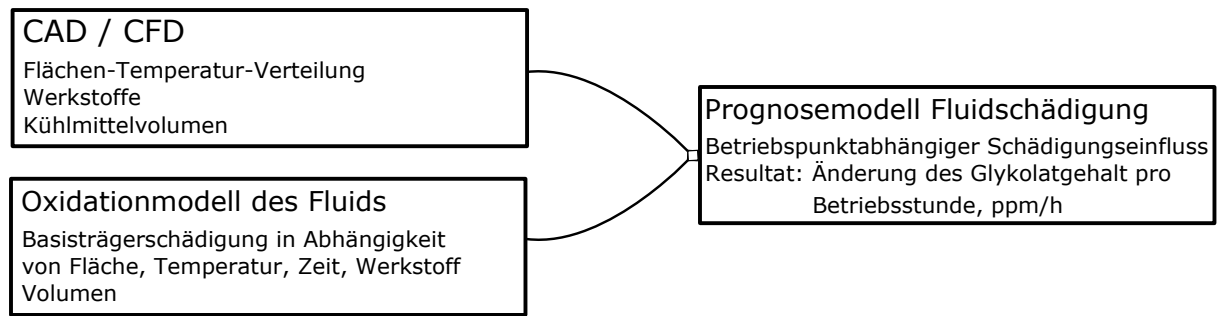 CAD / CFD
Flächen-Temperatur-Verteilung
Werkstoffe
Kühlmittelvolumen
Oxidationmodell des Fluids
Basisträgerschädigung in Abhängigkeit
von Fläche, Temperatur, Zeit, Werkstoff
Volumen
Prognosemodell Fluidschädigung
Betriebspunktabhängiger Schädigungseinfluss
Resultat: Änderung des Glykolatgehalt pro
Betriebsstunde, ppm/h